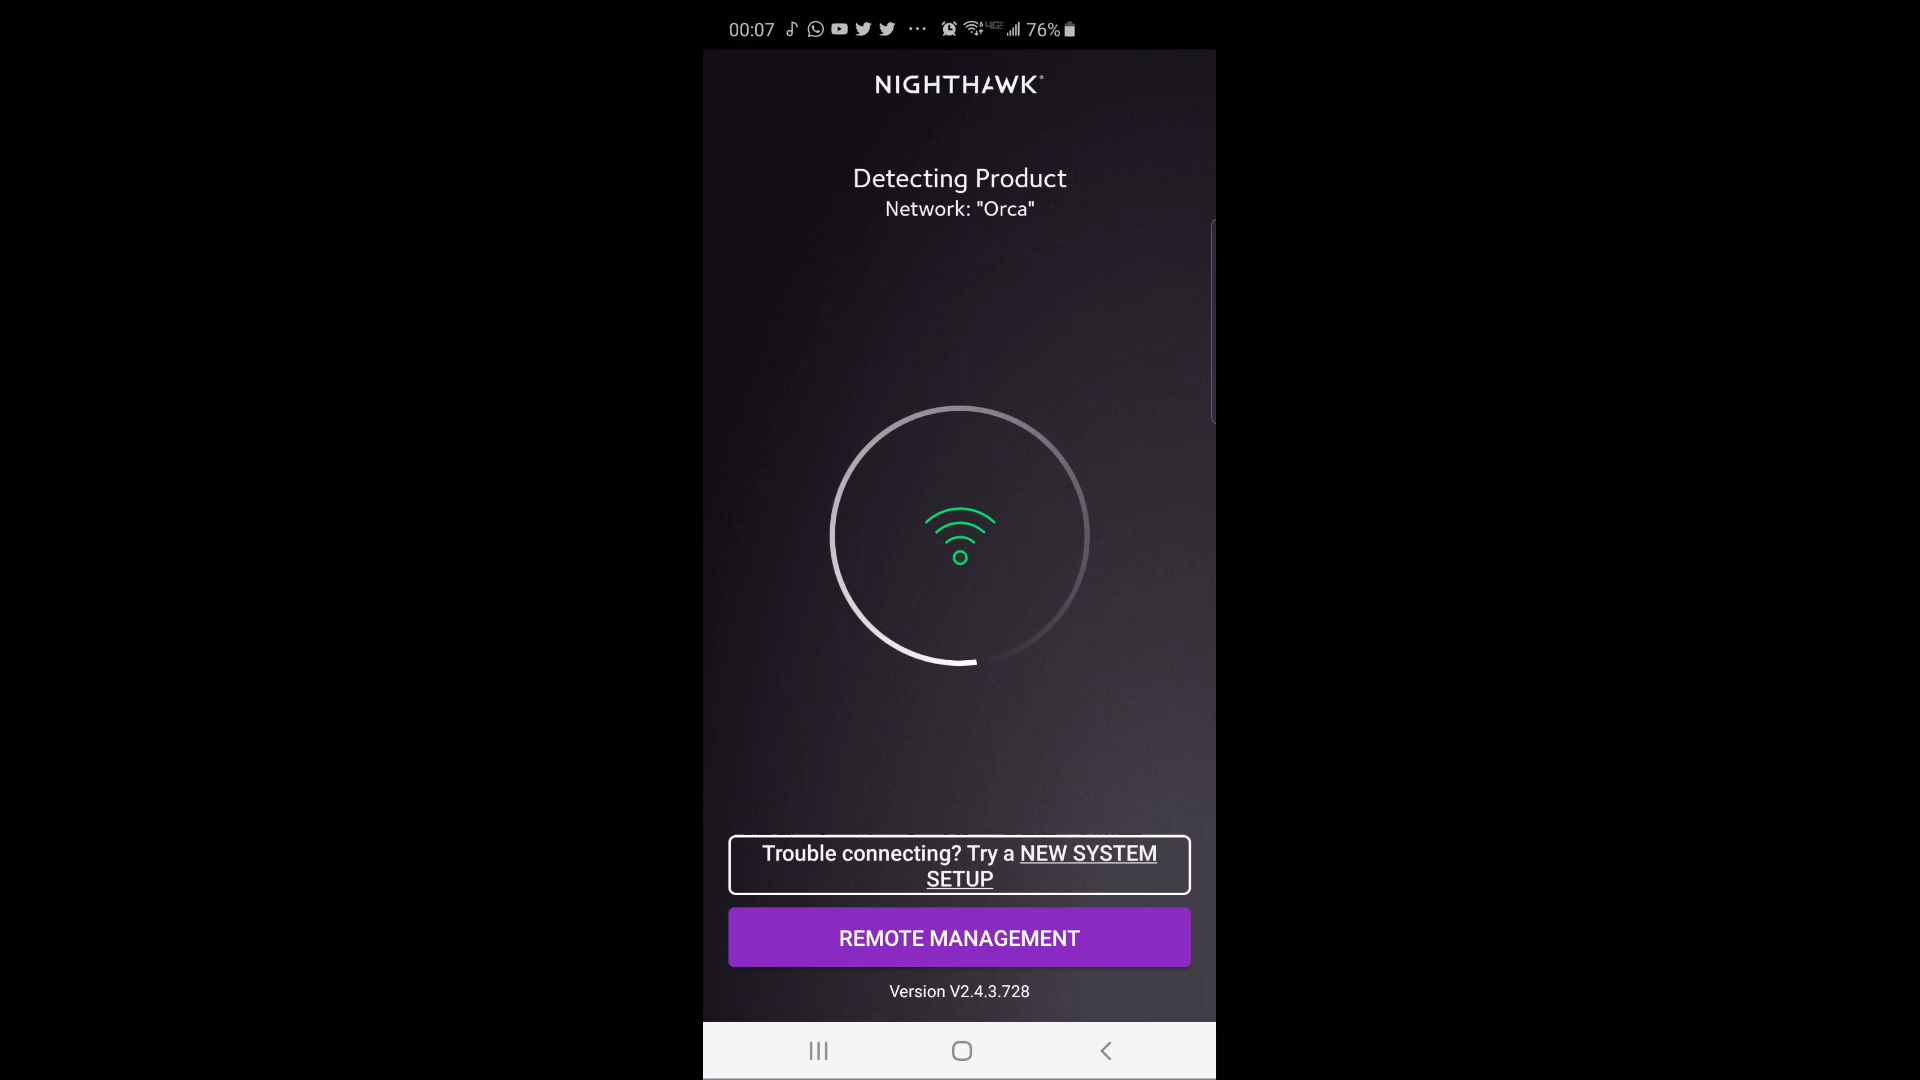 00:07 76%
NIGHTHAWK
Detecting Product
Network: "Orca"
Trouble connecting? Try a NEW SYSTEM
SETUP
REMOTE MANAGEMENT
Version V2.4.3.728